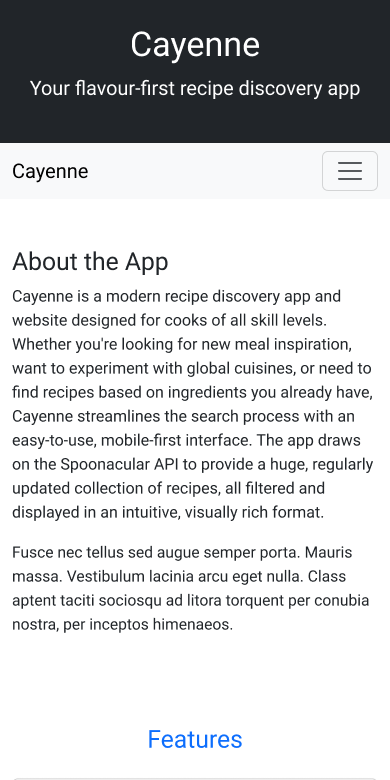 Cayenne
Your flavour-first recipe discovery app
Cayenne
About the App
Cayenne is a modern recipe discovery app and
website designed for cooks of all skill levels.
Whether you're looking for new meal inspiration,
want to experiment with global cuisines, or need to
find recipes based on ingredients you already have,
Cayenne streamlines the search process with an
easy-to-use, mobile-first interface. The app draws
on the Spoonacular API to provide a huge, regularly
updated collection of recipes, all filtered and
displayed in an intuitive, visually rich format.
Fusce nec tellus sed augue semper porta. Mauris
massa. Vestibulum lacinia arcu eget nulla. Class
aptent taciti sociosqu ad litora torquent per conubia
nostra, per inceptos himenaeos.
Features